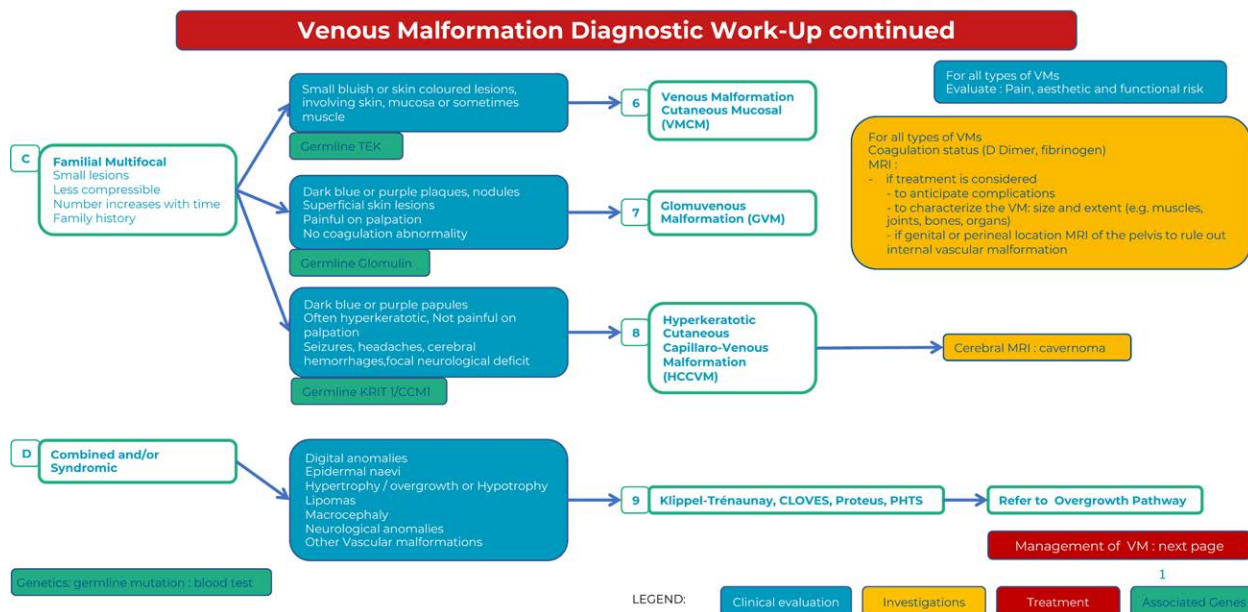 Venous Malformation Diagnostic Work-Up continued
Small bluish or skin coloured lesions,
involving skin, mucosa or sometimes
muscle
Germline TEK
6
Venous Malformation
Cutaneous Mucosal
(VMCM)
For all types of VMs
Evaluate : Pain, aesthetic and functional risk
C
Familial Multifocal
Small lesions
Less compressible
Number increases with time
Family history
Dark blue or purple plaques, nodules
Superficial skin lesions
Painful on palpation
No coagulation abnormality
Germline Glomulin
7
Glomuvenous
Malformation (GVM)
For all types of VMs
Coagulation status (D Dimer, fibrinogen)
MRI :
- if treatment is considered
- to anticipate complications
- to characterize the VM: size and extent (e.g. muscles,
joints, bones, organs)
- if genital or perineal location MRI of the pelvis to rule out
internal vascular malformation
Dark blue or purple papules
Often hyperkeratotic, Not painful on
palpation
Seizures, headaches, cerebral
hemorrhages,focal neurological deficit
Germline KRIT 1/CCM1
8
Hyperkeratotic
Cutaneous
Capillaro-Venous
Malformation
(HCCVM)
Cerebral MRI : cavernoma
D
Combined and/or
Syndromic
Digital anomalies
Epidermal naevi
Hypertrophy / overgrowth or Hypotrophy
Lipomas
Macrocephaly
Neurological anomalies
Other Vascular malformations
9
Klippel-Trénaunay, CLOVES, Proteus, PHTS
Refer to Overgrowth Pathway
Management of VM : next page
1
Genetics: germline mutation : blood test
LEGEND:
Clinical evaluation
Investigations
Treatment
Associated Genes